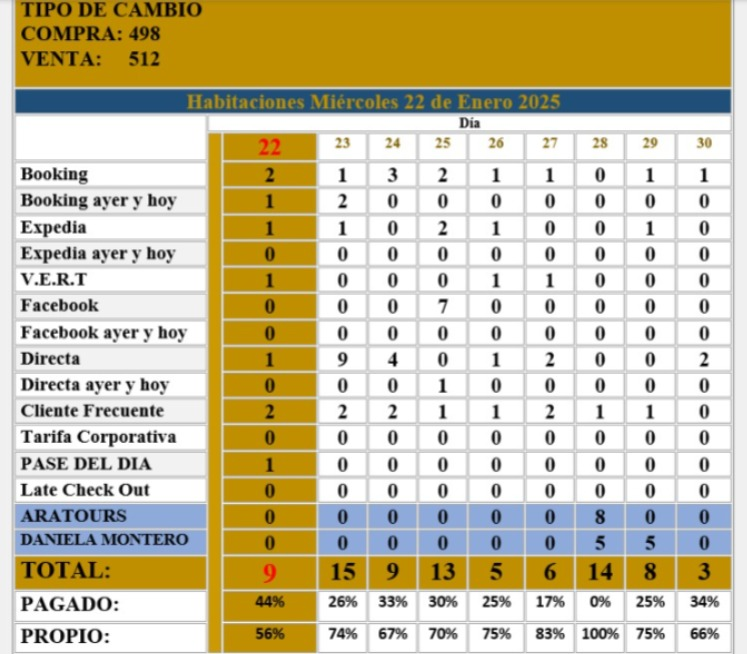 TIPO DE CAMBIO
COMPRA: 498
VENTA: 512
Habitaciones Miércoles 22 de Enero 2025
Día
22 23 24 25 26 27 28 29 30
Booking 2 1 3 2 1 1 0 1 1
Booking ayer y hoy 1 2 0 0 0 0 0 0 0
Expedia 1 1 0 2 1 0 0 1 0
Expedia ayer y hoy 0 0 0 0 0 0 0 0 0
V.E.R.T 1 0 0 0 1 1 0 0 0
Facebook 0 0 0 7 0 0 0 0 0
Facebook ayer y hoy 0 0 0 0 0 0 0 0 0
Directa 1 9 4 0 1 2 0 0 2
Directa ayer y hoy 0 0 0 1 0 0 0 0 0
Cliente Frecuente 2 2 2 1 1 2 1 1 0
Tarifa Corporativa 0 0 0 0 0 0 0 0 0
PASE DEL DIA 1 0 0 0 0 0 0 0 0
Late Check Out 0 0 0 0 0 0 0 0 0
ARATOURS 0 0 0 0 0 0 8 0 0
DANIELA MONTERO 0 0 0 0 0 0 5 5 0
TOTAL: 9 15 9 13 5 6 14 8 3
PAGADO: 44% 26% 33% 30% 25% 17% 0% 25% 34%
PROPIO: 56% 74% 67% 70% 75% 83% 100% 75% 66%